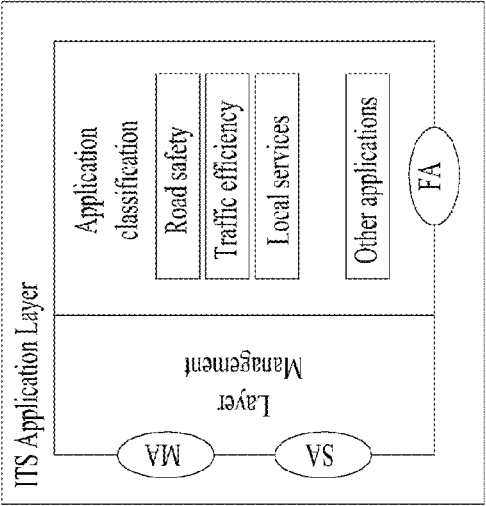 ITS Application Layer
Application
classification
Road safety
Traffic efficiency
Local services
Other applications
FA
Layer
Management
MA
SA